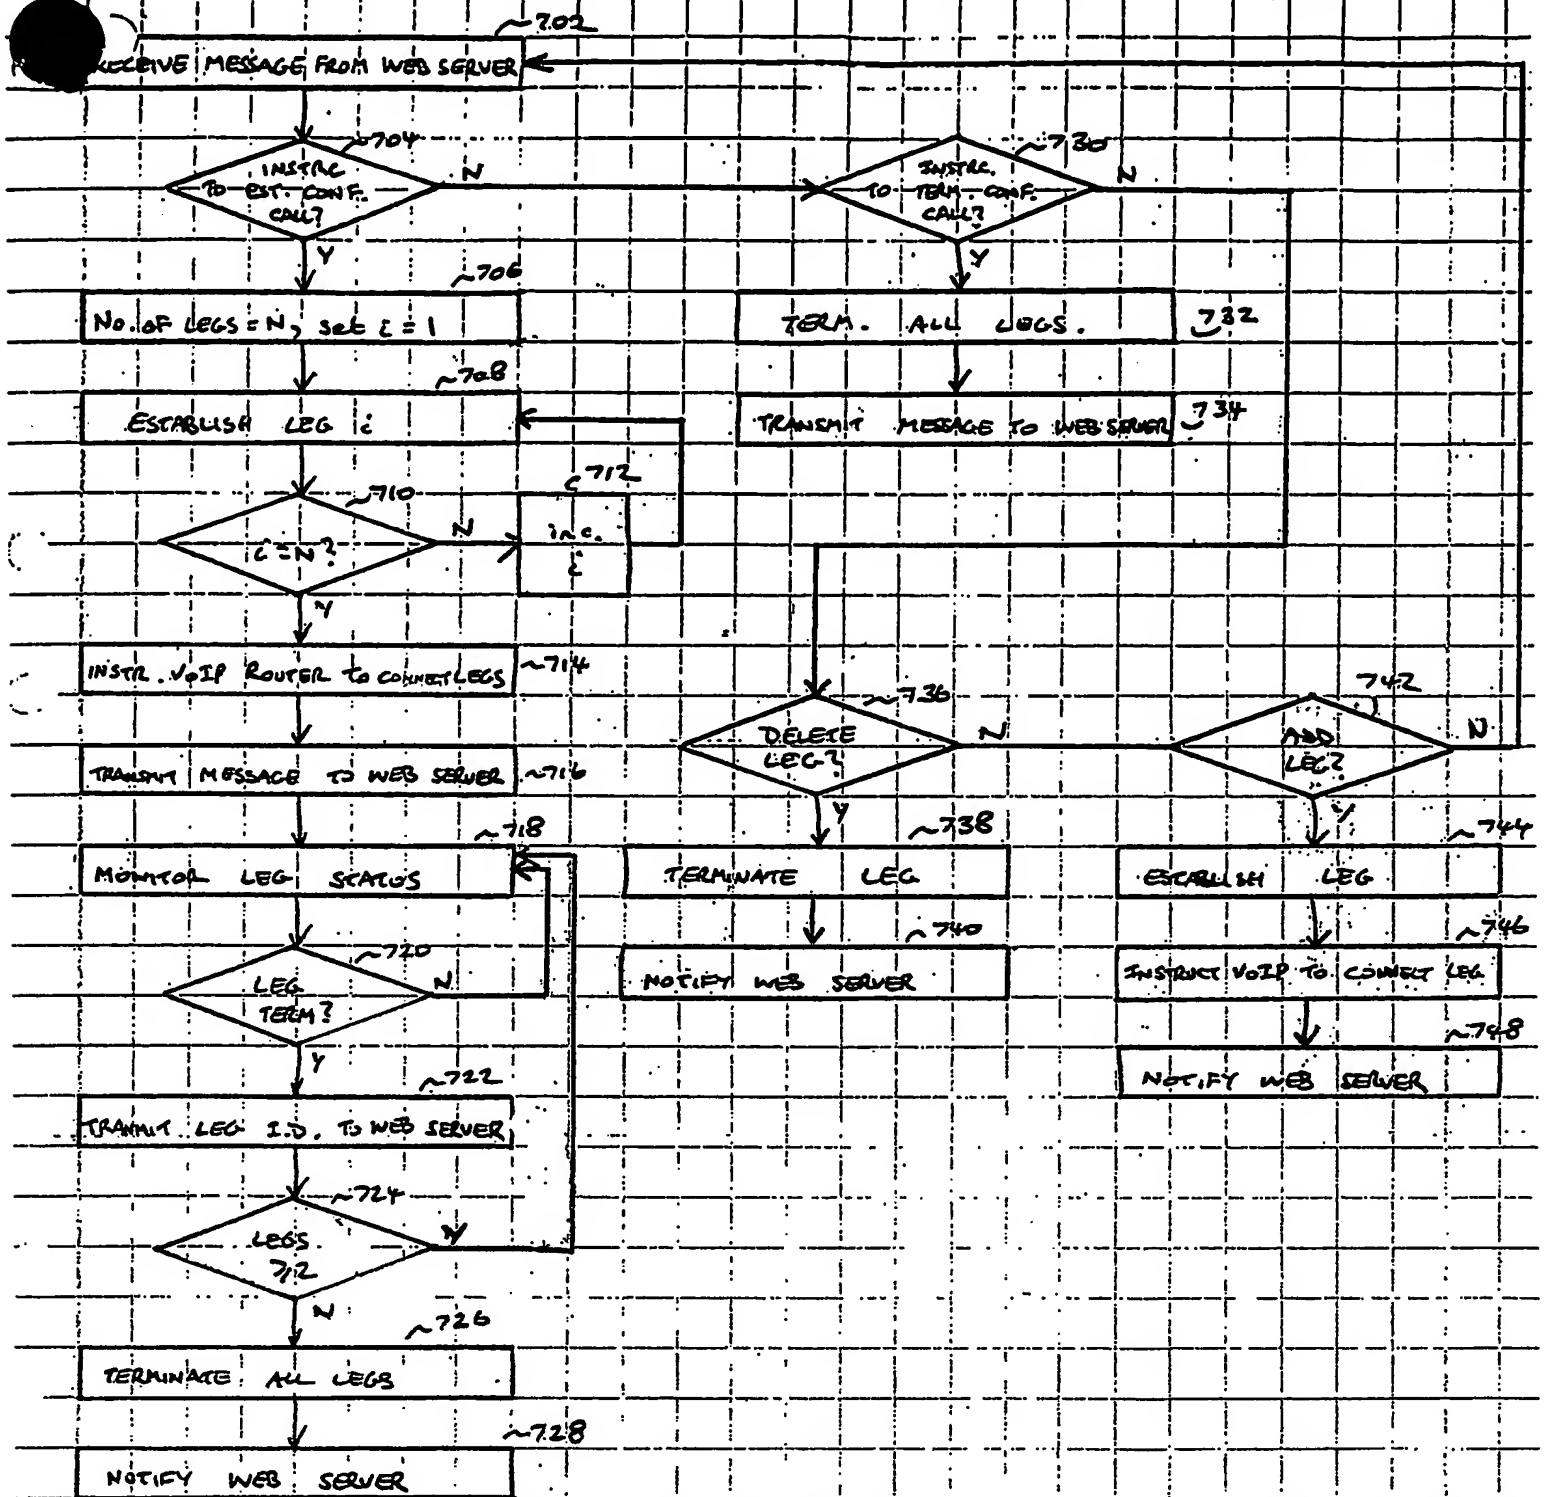 ~702
RECEIVE MESSAGE FROM WEB SERVER
~704
INSTRC
TO EST. CONF.
CALL?
N
Y
~706
NO. OF LEGS = N, set i = 1
~708
ESTABLISH LEG i
~710
i = N?
N
712
inc.
i
Y
INSTR. VoIP ROUTER TO CONNECT LEGS
~714
TRANSMIT MESSAGE TO WEB SERVER
~716
~718
MONITOR LEG STATUS
~720
LEG
TERM?
N
Y
~722
TRANMIT LEG I.D. TO WEB SERVER
~724
LEGS
N
N
~726
TERMINATE ALL LEGS
~728
NOTIFY WEB SERVER
~730
INSTRC.
TO TERM. CONF.
CALL?
N
Y
TERM. ALL LEGS.
732
TRANSMIT MESSAGE TO WEB SERVER
734
~736
DELETE
LEG?
N
Y
~738
TERMINATE LEG
~740
NOTIFY WEB SERVER
742
ADD
LEG?
N
Y
~744
ESTABLISH LEG
~746
INSTRUCT VoIP TO CONNECT LEG
~748
NOTIFY WEB SERVER